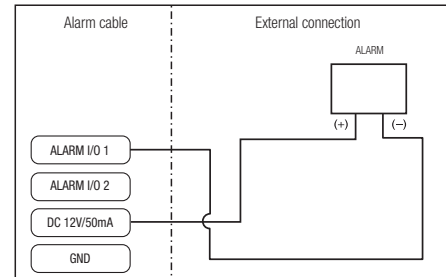 Alarm cable
External connection
ALARM
(+)
(−)
ALARM I/O 1
ALARM I/O 2
DC 12V/50mA
GND